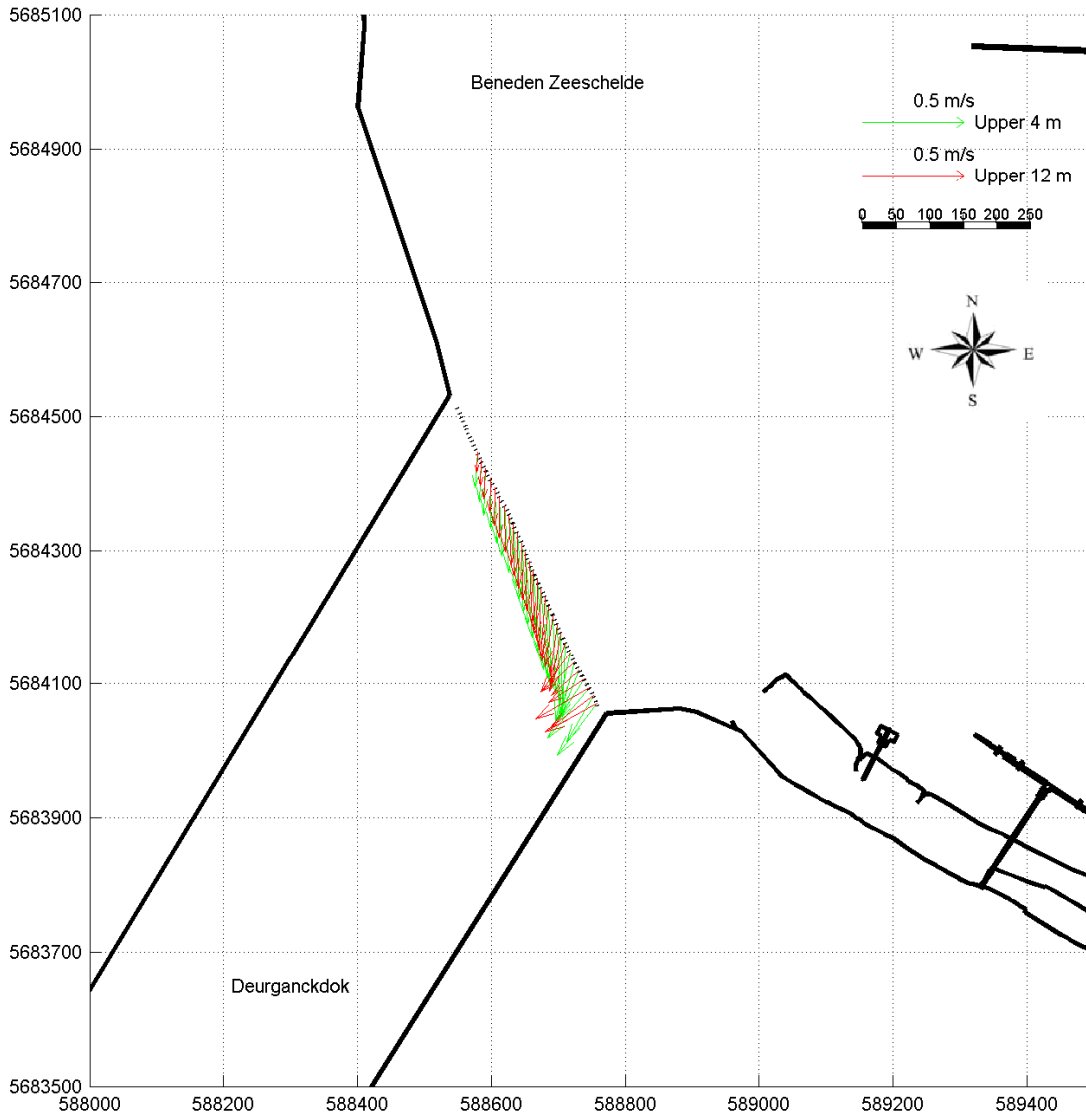 5685100
Beneden Zeeschelde
0.5 m/s
Upper 4 m
5684900
0.5 m/s
Upper 12 m
0 50 100 150 200 250
5684700
N
W E
S
5684500
5684300
5684100
5683900
5683700
Deurganckdok
5683500
588000 588200 588400 588600 588800 589000 589200 589400